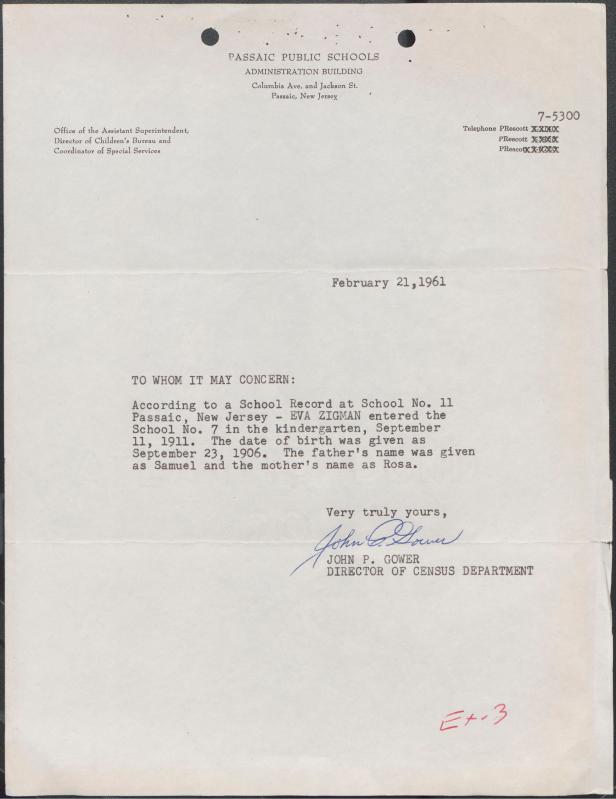 PASSAIC PUBLIC SCHOOLS
ADMINISTRATION BUILDING
Columbia Ave. and Jackson St.
Passaic, New Jersey
7-5300
Office of the Assistant Superintendent,
Director of Children's Bureau and
Coordinator of Special Services
Telephone PRescott
PRescott
PRescott
February 21,1961
TO WHOM IT MAY CONCERN:
According to a School Record at School No. 11
Passaic, New Jersey - EVA ZIGMAN entered the
School No. 7 in the kindergarten, September
11, 1911. The date of birth was given as
September 23, 1906. The father's name was given
as Samuel and the mother's name as Rosa.
Very truly yours,
John P. Gower
JOHN P. GOWER
DIRECTOR OF CENSUS DEPARTMENT
Ex-3